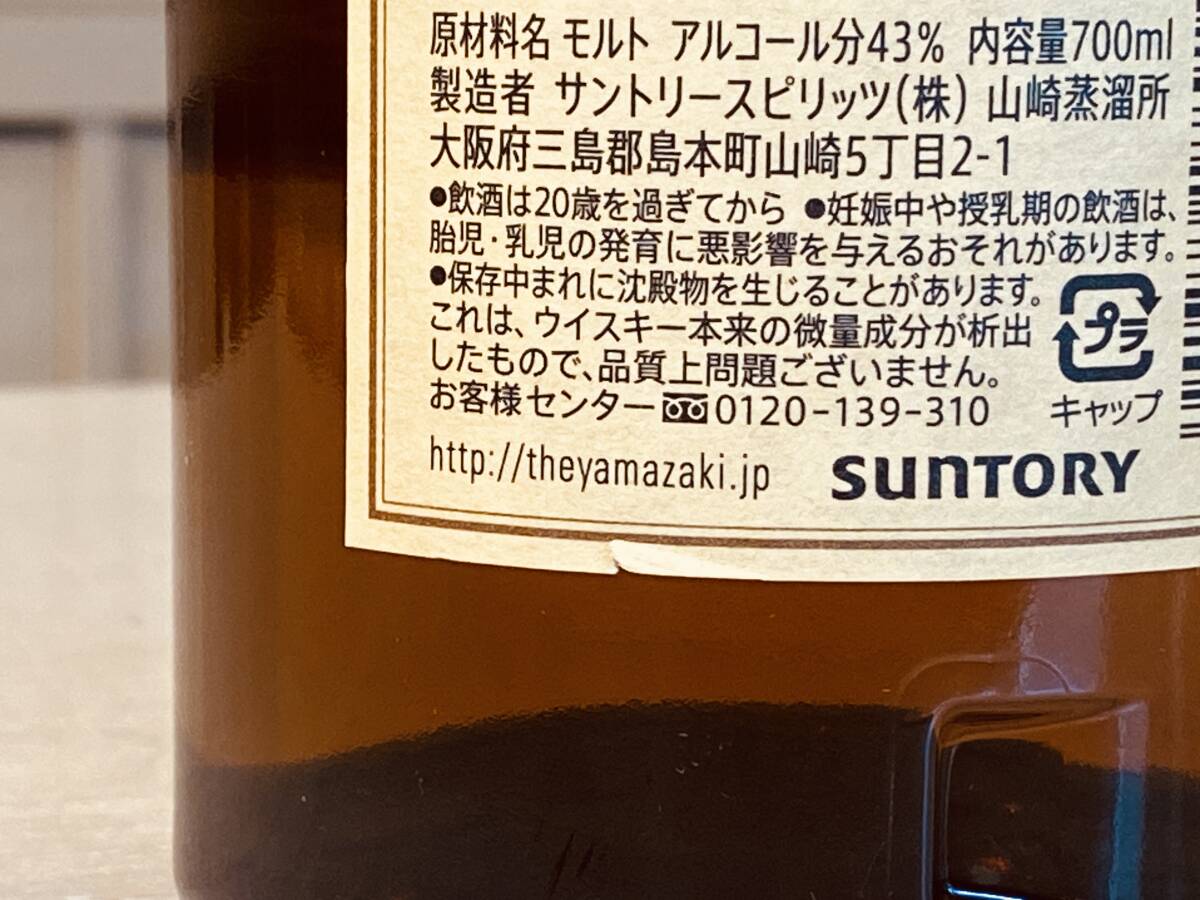 原材料名 モルト アルコール分43% 内容量700ml
製造者 サントリースピリッツ(株) 山崎蒸溜所
大阪府三島郡島本町山崎5丁目2-1
●飲酒は20歳を過ぎてから ●妊娠中や授乳期の飲酒は、
胎児・乳児の発育に悪影響を与えるおそれがあります。
●保存中まれに沈殿物を生じることがあります。
これは、ウイスキー本来の微量成分が析出
したもので、品質上問題ございません。
プラ
お客様センター 0120-139-310 キャップ
http://theyamazaki.jp SUNTORY